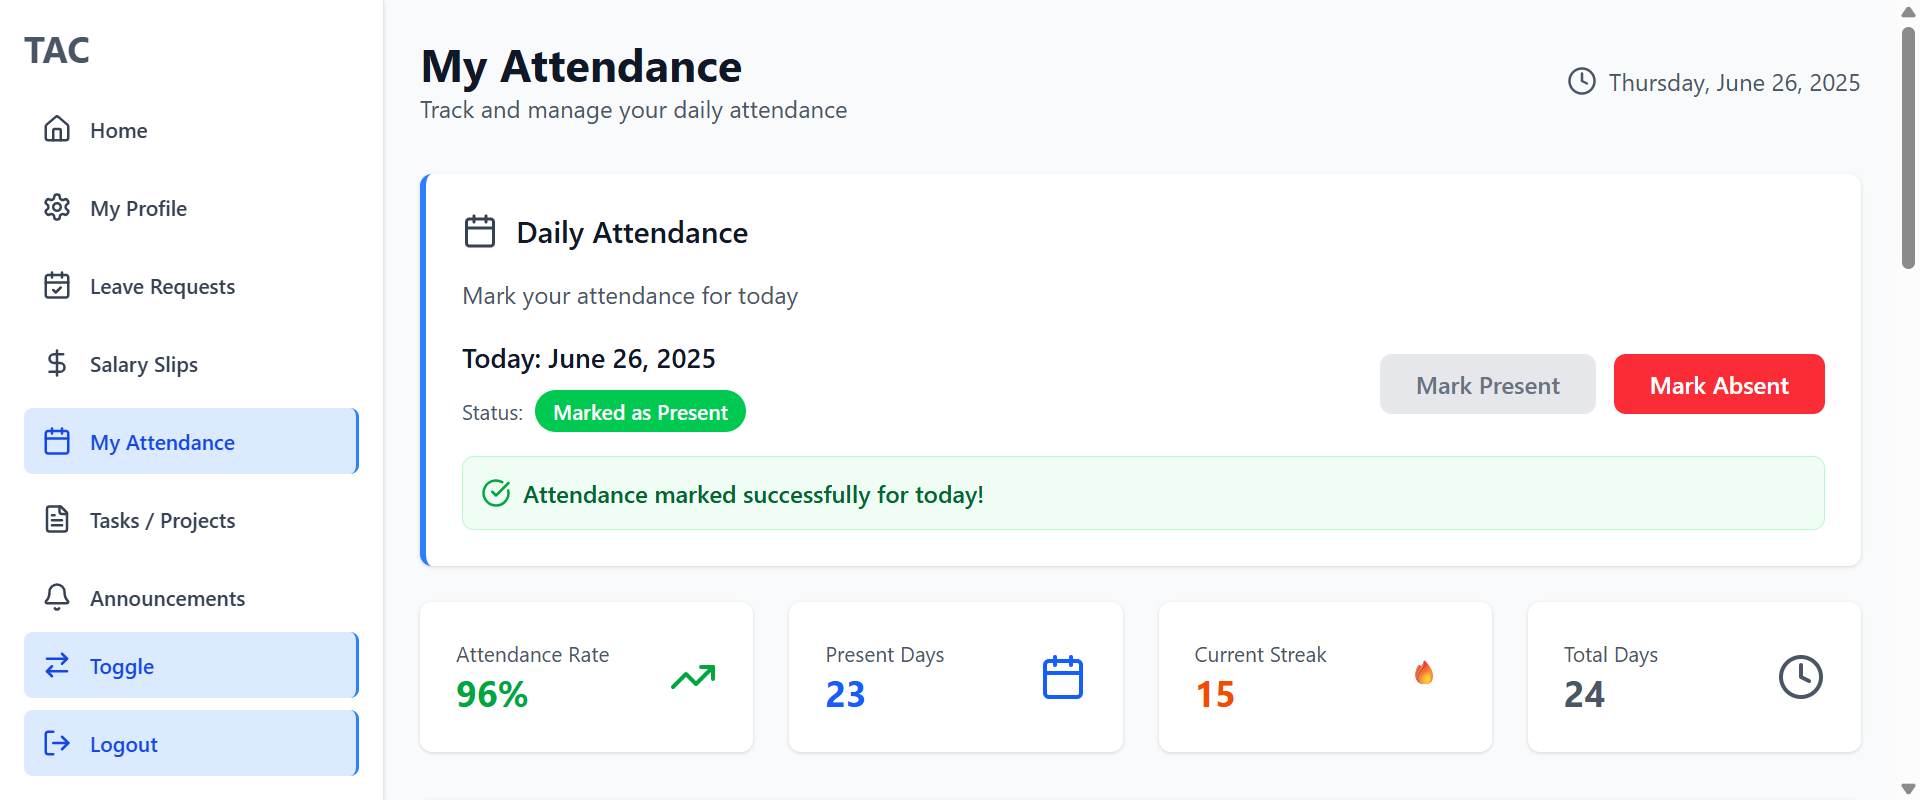 TAC
Home
My Profile
Leave Requests
Salary Slips
My Attendance
Tasks / Projects
Announcements
Toggle
Logout
My Attendance
Track and manage your daily attendance
Thursday, June 26, 2025
Daily Attendance
Mark your attendance for today
Today: June 26, 2025
Status: Marked as Present
Mark Present
Mark Absent
Attendance marked successfully for today!
Attendance Rate
96%
Present Days
23
Current Streak
15
Total Days
24